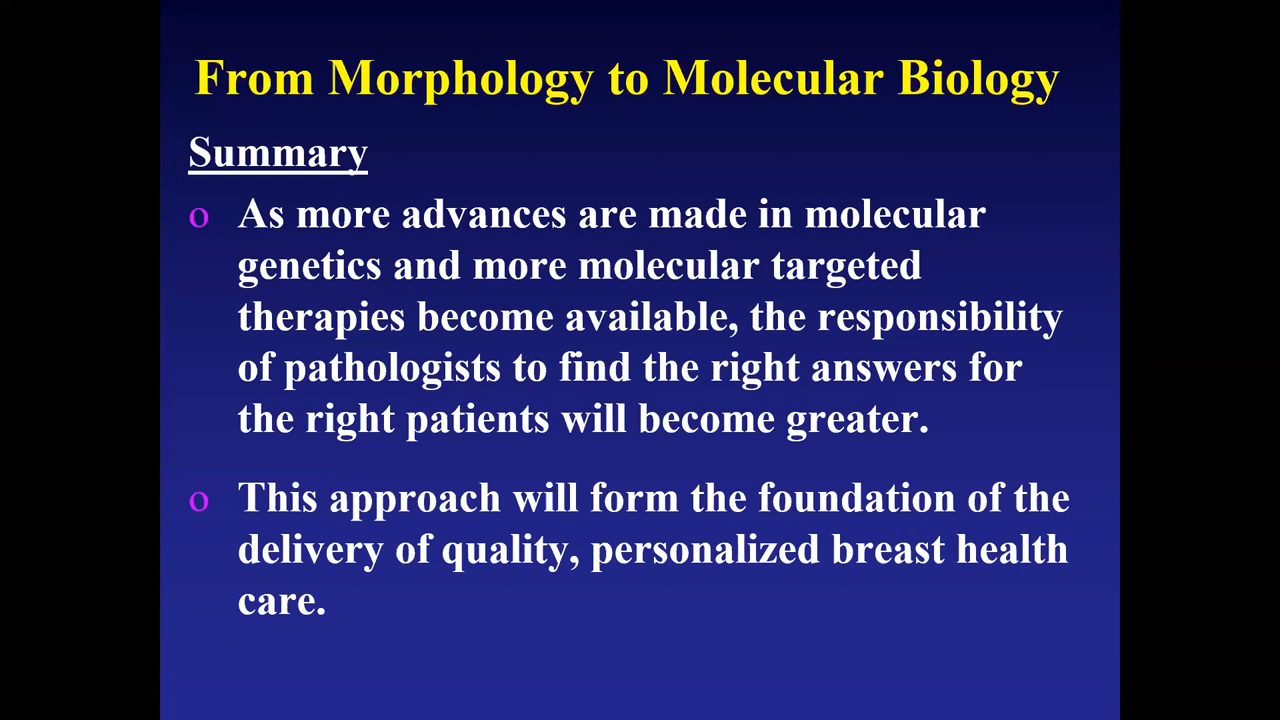 From Morphology to Molecular Biology
Summary
o As more advances are made in molecular
genetics and more molecular targeted
therapies become available, the responsibility
of pathologists to find the right answers for
the right patients will become greater.
o This approach will form the foundation of the
delivery of quality, personalized breast health
care.